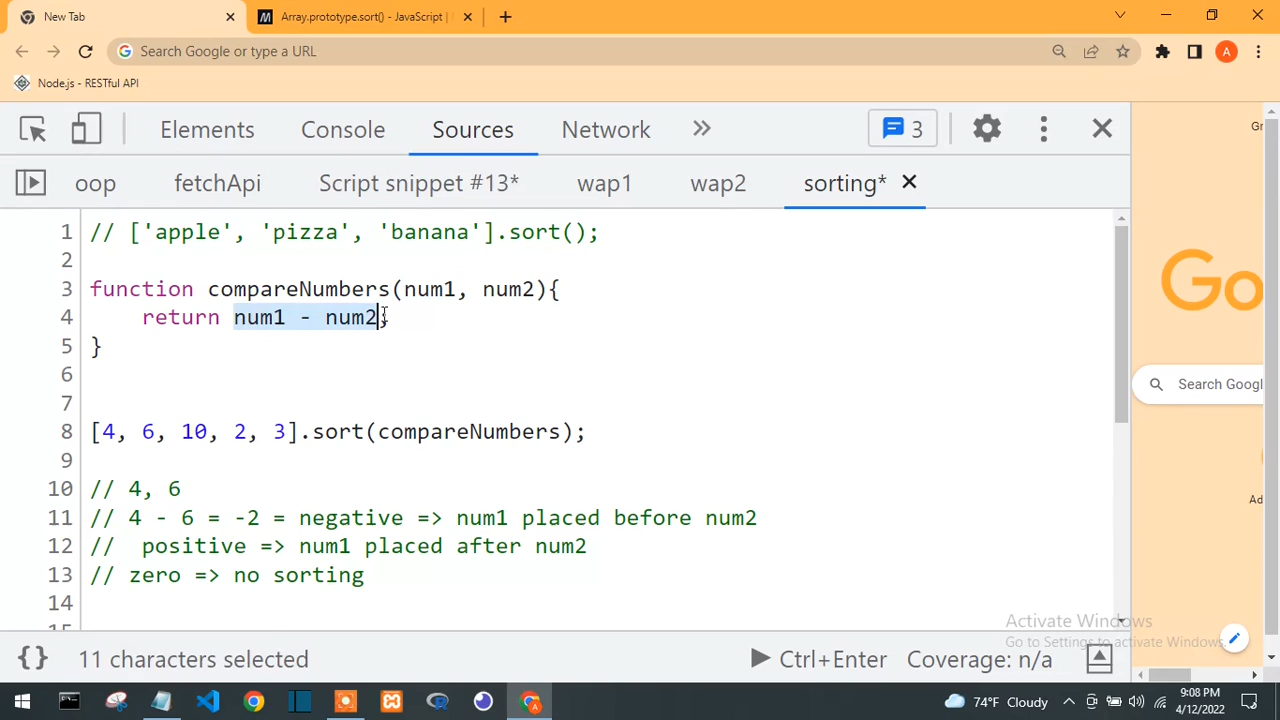 New Tab
Array.prototype.sort() - JavaScript |
Search Google or type a URL
A
Node.js - RESTful API
Elements Console Sources Network 3
oop fetchApi Script snippet #13* wap1 wap2 sorting*
1 // ['apple', 'pizza', 'banana'].sort();
2
3 function compareNumbers(num1, num2){
4 return num1 - num2;
5 }
6
7
8 [4, 6, 10, 2, 3].sort(compareNumbers);
9
10 // 4, 6
11 // 4 - 6 = -2 = negative => num1 placed before num2
12 // positive => num1 placed after num2
13 // zero => no sorting
14
{} 11 characters selected Ctrl+Enter Coverage: n/a
Gr
Go
Search Googl
Ad
Activate Windows
Go to Settings to activate Windows.
74°F Cloudy
9:08 PM
4/12/2022